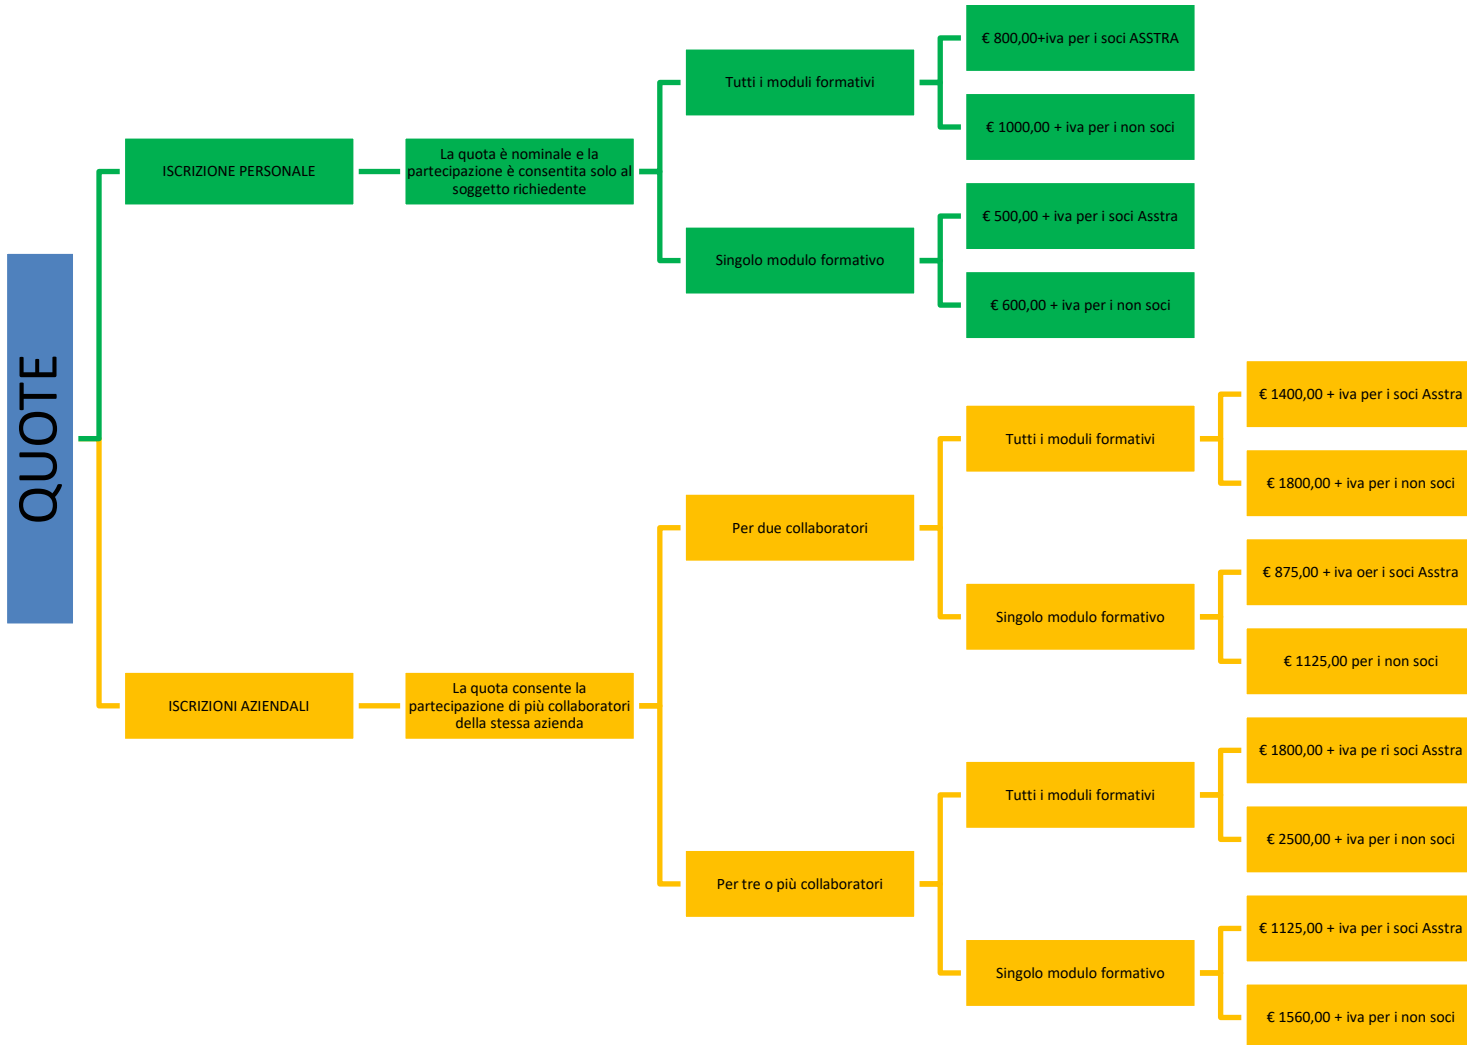 QUOTE
ISCRIZIONE PERSONALE
La quota è nominale e la
partecipazione è consentita solo al
soggetto richiedente
Tutti i moduli formativi
€ 800,00+iva per i soci ASSTRA
€ 1000,00 + iva per i non soci
Singolo modulo formativo
€ 500,00 + iva per i soci Asstra
€ 600,00 + iva per i non soci
ISCRIZIONI AZIENDALI
La quota consente la
partecipazione di più collaboratori
della stessa azienda
Per due collaboratori
Tutti i moduli formativi
€ 1400,00 + iva per i soci Asstra
€ 1800,00 + iva per i non soci
Singolo modulo formativo
€ 875,00 + iva oer i soci Asstra
€ 1125,00 per i non soci
Per tre o più collaboratori
Tutti i moduli formativi
€ 1800,00 + iva pe ri soci Asstra
€ 2500,00 + iva per i non soci
Singolo modulo formativo
€ 1125,00 + iva per i soci Asstra
€ 1560,00 + iva per i non soci